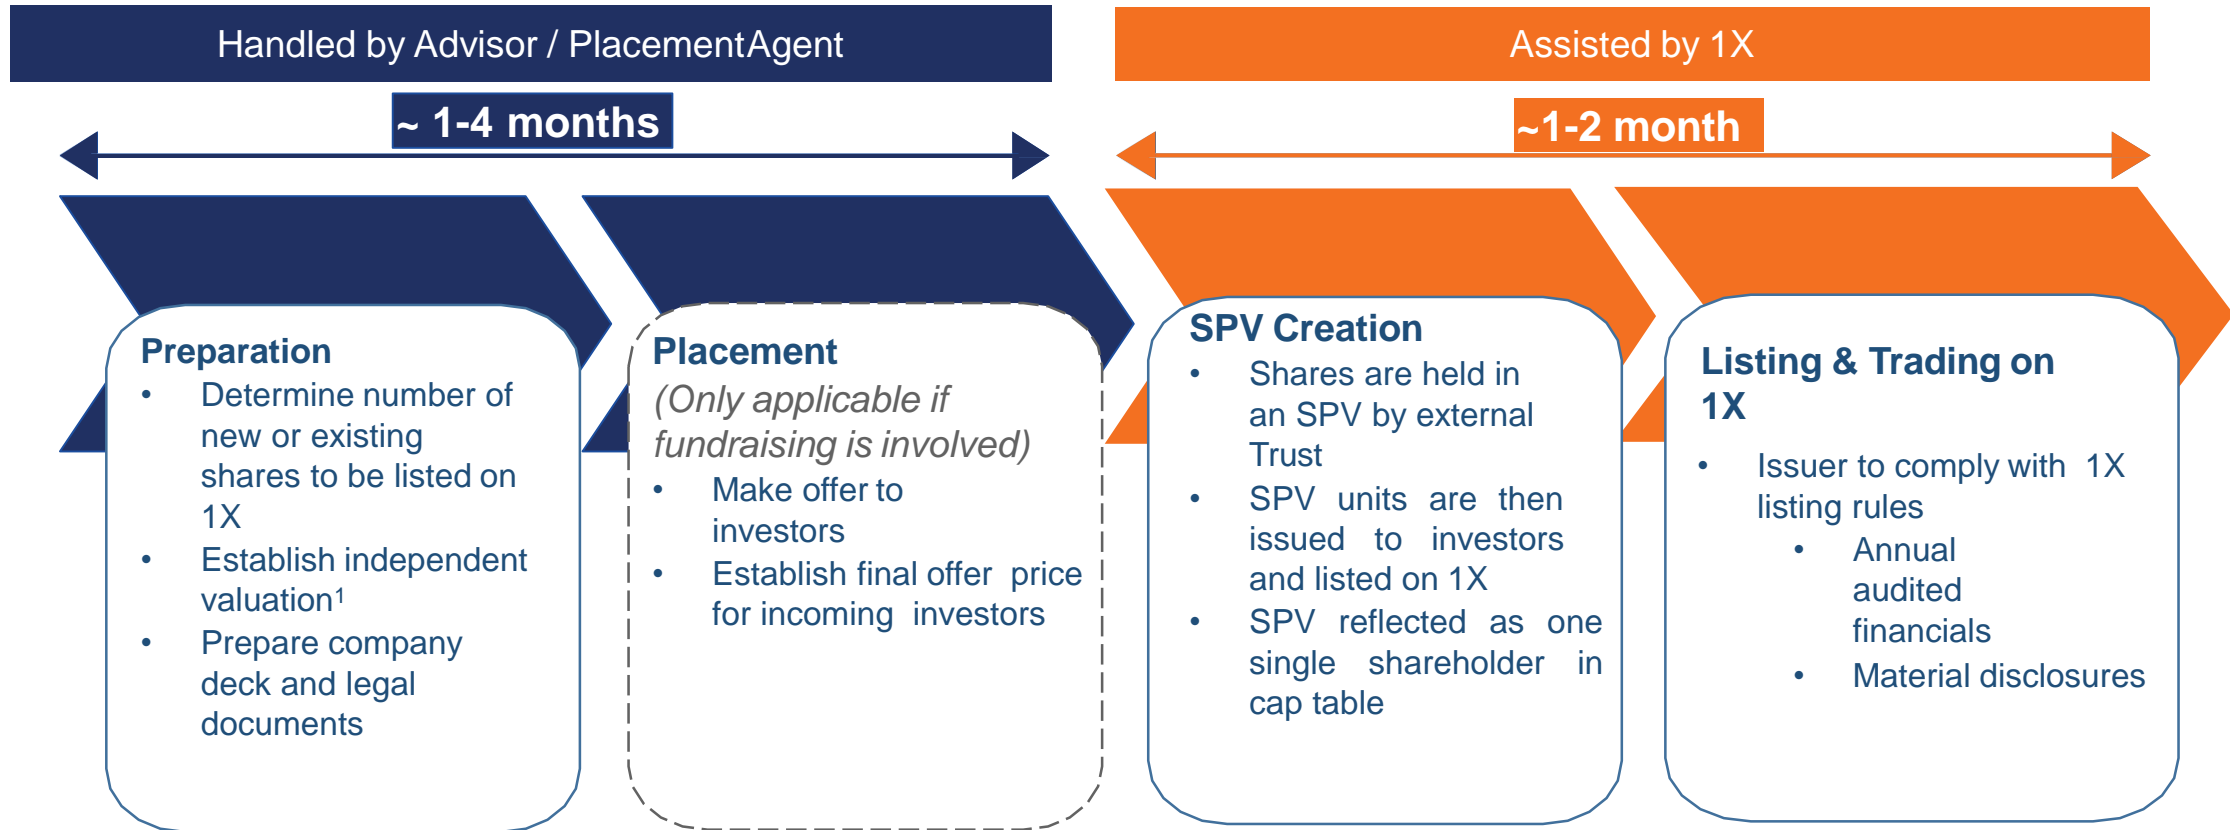 Handled by Advisor / PlacementAgent
Assisted by 1X
~ 1-4 months
~1-2 month
Preparation
• Determine number of
new or existing
shares to be listed on
1X
• Establish independent
valuation¹
• Prepare company
deck and legal
documents
Placement
(Only applicable if
fundraising is involved)
• Make offer to
investors
• Establish final offer price
for incoming investors
SPV Creation
• Shares are held in
an SPV by external
Trust
• SPV units are then
issued to investors
and listed on 1X
• SPV reflected as one
single shareholder in
cap table
Listing & Trading on
1X
• Issuer to comply with 1X
listing rules
• Annual
audited
financials
• Material disclosures